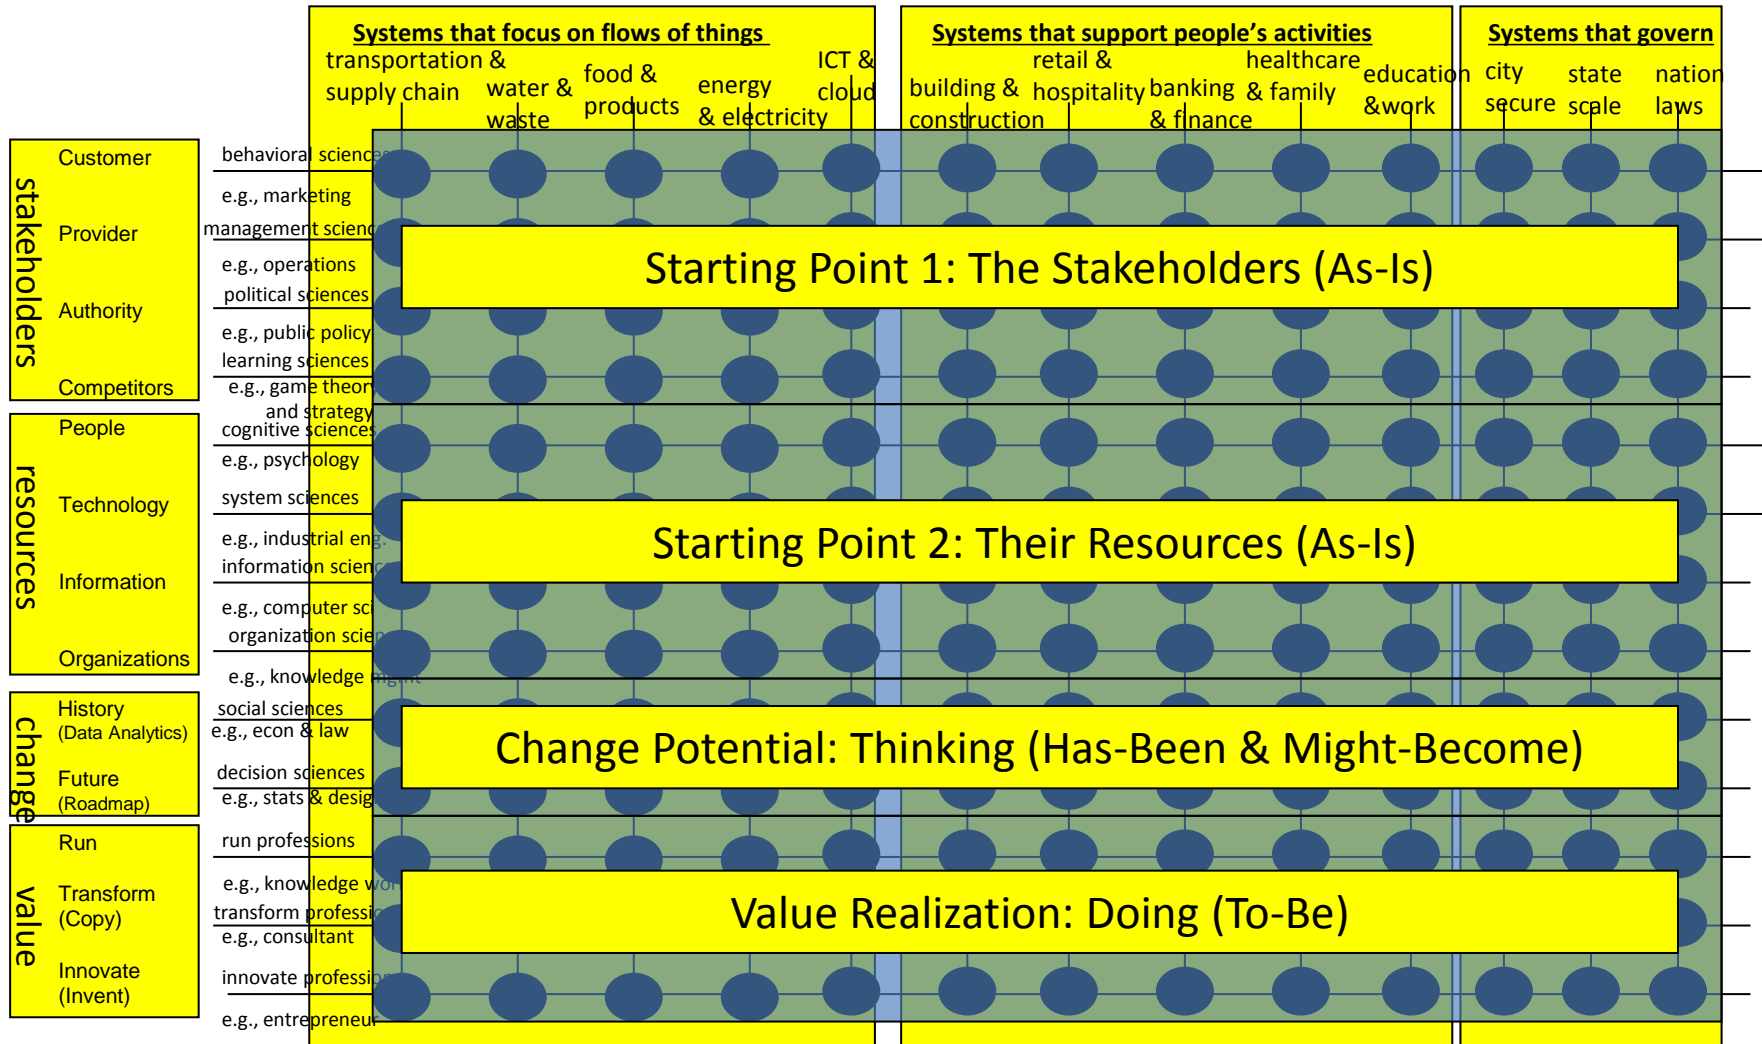 Systems that focus on flows of things
Systems that support people's activities
Systems that govern
transportation &
supply chain
water &
waste
food &
products
energy
& electricity
ICT &
cloud
building &
construction
retail &
hospitality
banking
& finance
healthcare
& family
education
&work
city
secure
state
scale
nation
laws
stakeholders
Customer
Provider
Authority
Competitors
behavioral sciences
e.g., marketing
management science
e.g., operations
political sciences
e.g., public policy
learning sciences
e.g., game theory
and strategy
Starting Point 1: The Stakeholders (As-Is)
resources
People
Technology
Information
Organizations
cognitive sciences
e.g., psychology
system sciences
e.g., industrial eng.
information science
e.g., computer sci
organization scien
e.g., knowledge mgmt
Starting Point 2: Their Resources (As-Is)
change
History
(Data Analytics)
Future
(Roadmap)
social sciences
e.g., econ & law
decision sciences
e.g., stats & desig
Change Potential: Thinking (Has-Been & Might-Become)
value
Run
Transform
(Copy)
Innovate
(Invent)
run professions
e.g., knowledge wor
transform professi
e.g., consultant
innovate profession
e.g., entrepreneur
Value Realization: Doing (To-Be)